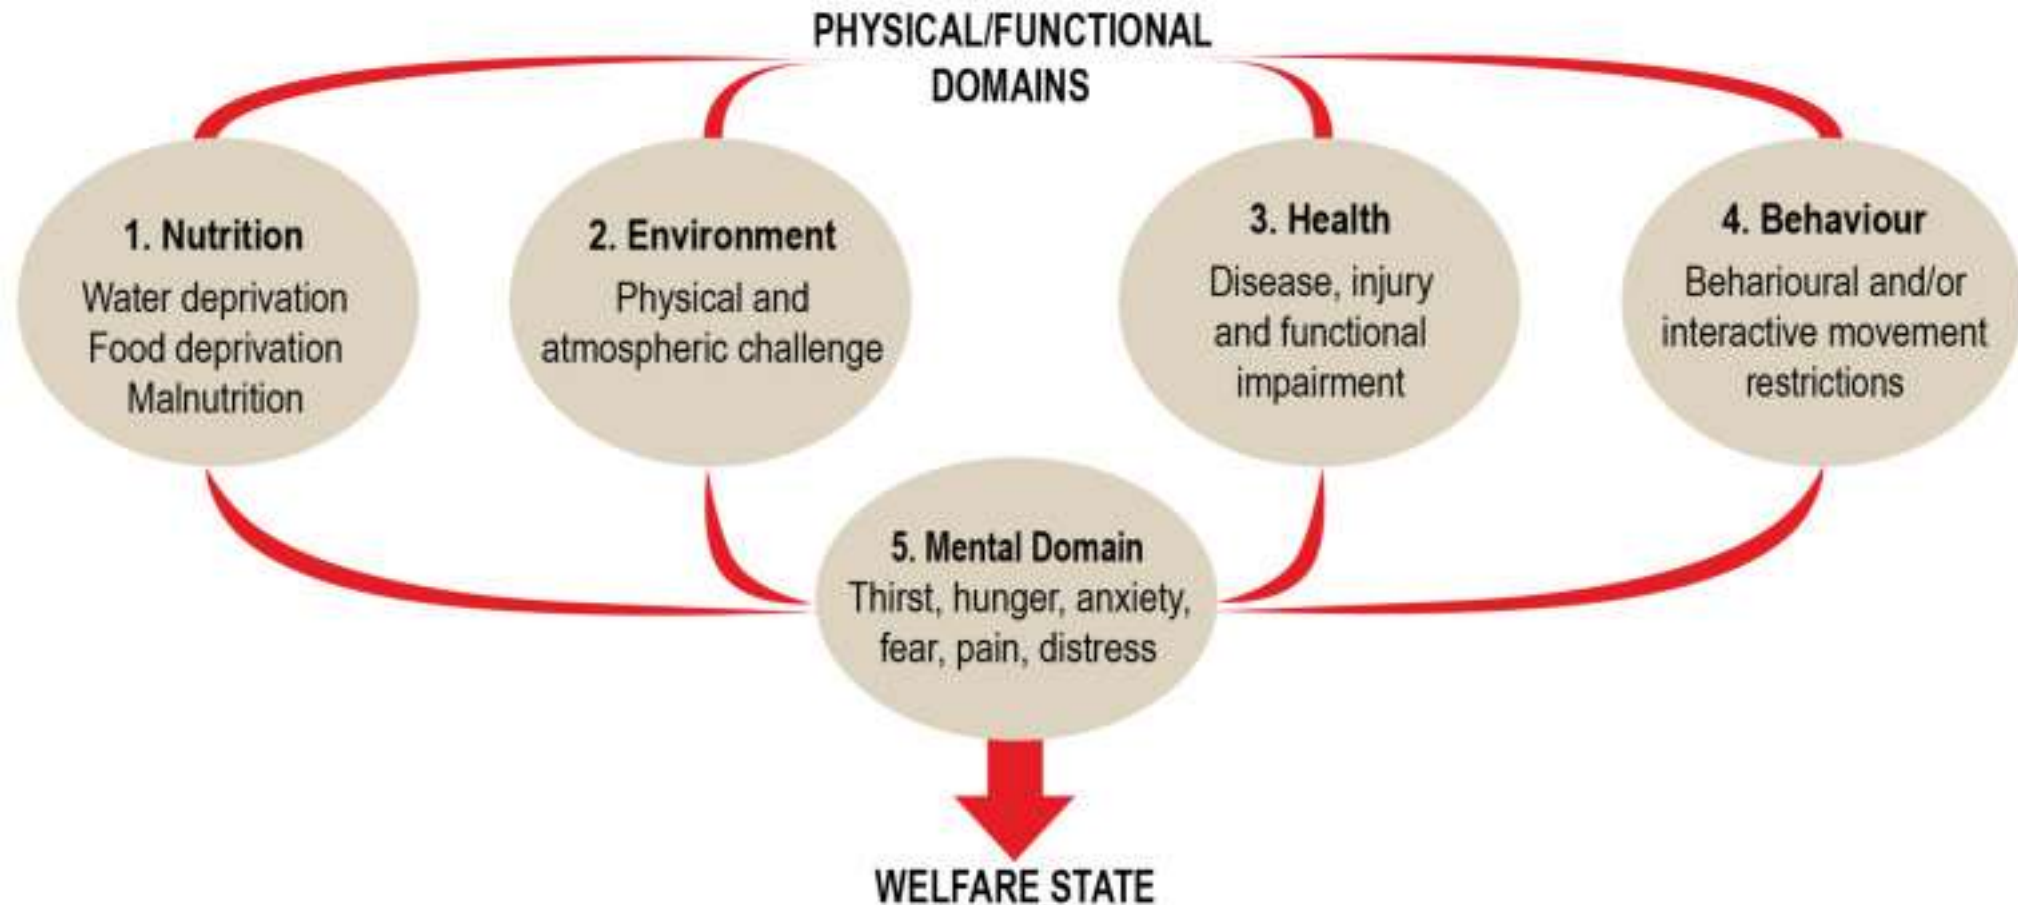 PHYSICAL/FUNCTIONAL
DOMAINS
1. Nutrition
Water deprivation
Food deprivation
Malnutrition
2. Environment
Physical and
atmospheric challenge
3. Health
Disease, injury
and functional
impairment
4. Behaviour
Beharioural and/or
interactive movement
restrictions
5. Mental Domain
Thirst, hunger, anxiety,
fear, pain, distress
WELFARE STATE